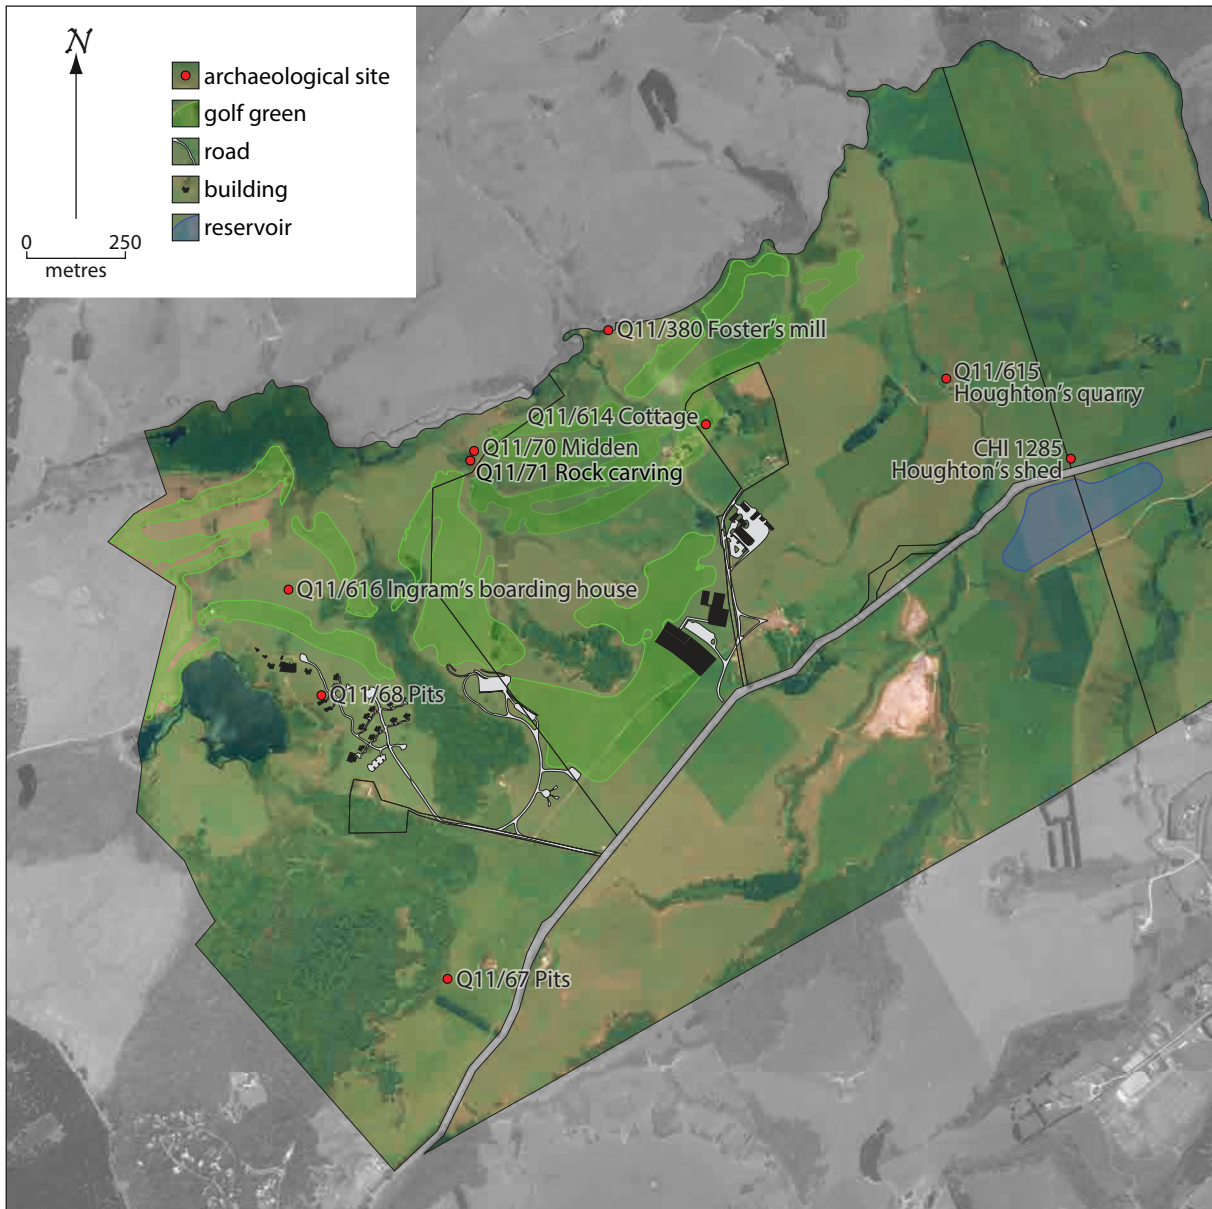 N
archaeological site
golf green
road
building
reservoir
0 250
metres
Q11/380 Foster's mill
Q11/615
Houghton's quarry
Q11/614 Cottage
Q11/70 Midden
Q11/71 Rock carving
CHI 1285
Houghton's shed
Q11/616 Ingram's boarding house
Q11/68 Pits
Q11/67 Pits